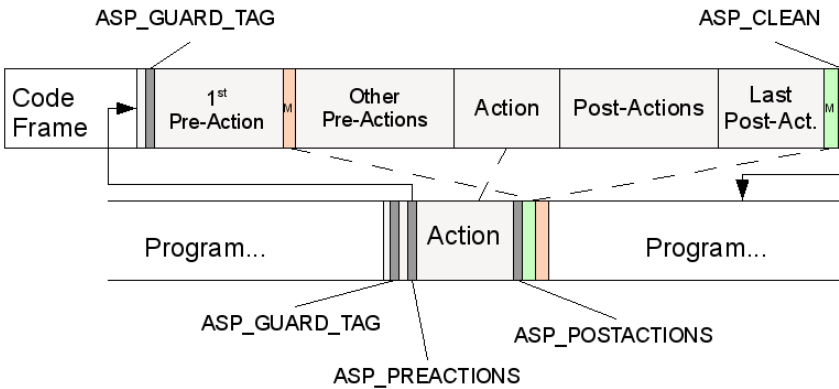 ASP_GUARD_TAG
ASP_CLEAN
Code
Frame
1st
Pre-Action
M
Other
Pre-Actions
Action
Post-Actions
Last
Post-Act.
M
Program...
Action
Program...
ASP_GUARD_TAG
ASP_POSTACTIONS
ASP_PREACTIONS